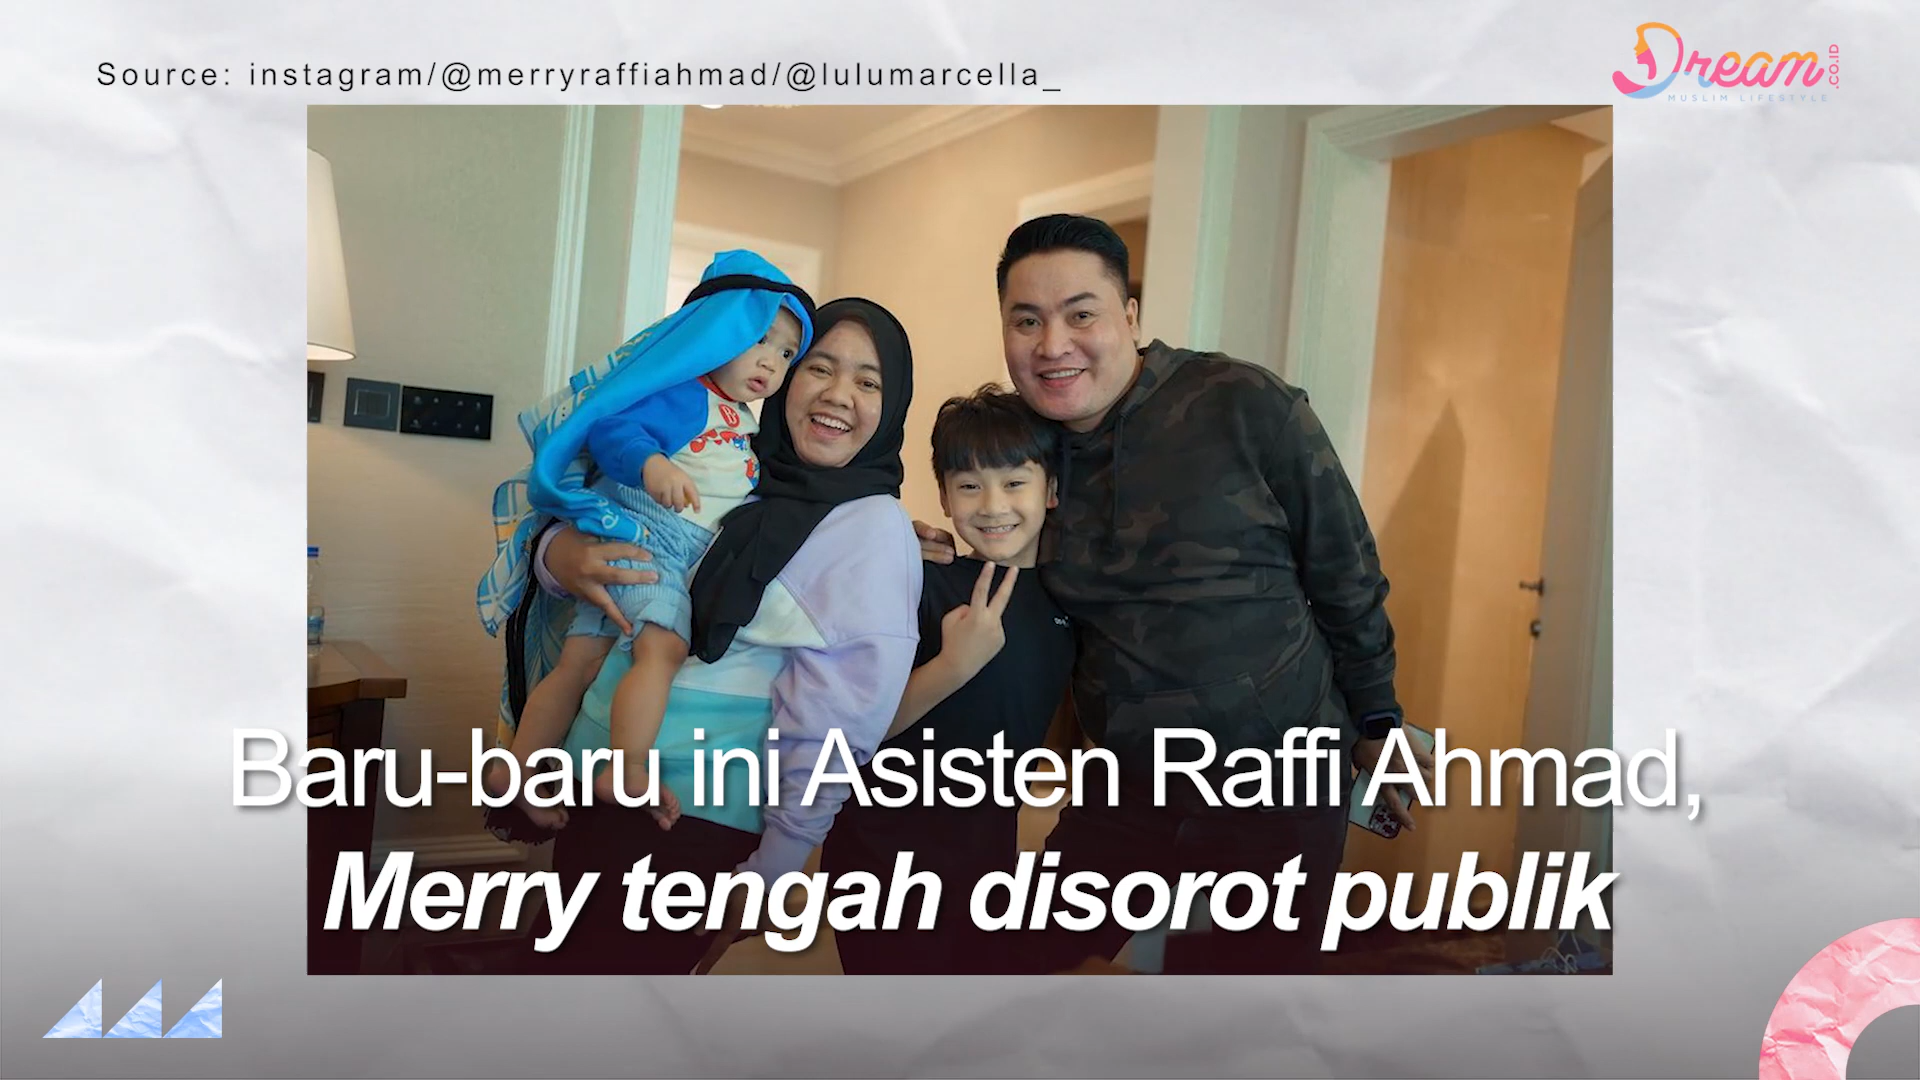 Source: instagram/@merryraffiahmad/@lulumarcella_
Dream.CO.ID
MUSLIM LIFESTYLE
Baru-baru ini Asisten Raffi Ahmad,
Merry tengah disorot publik